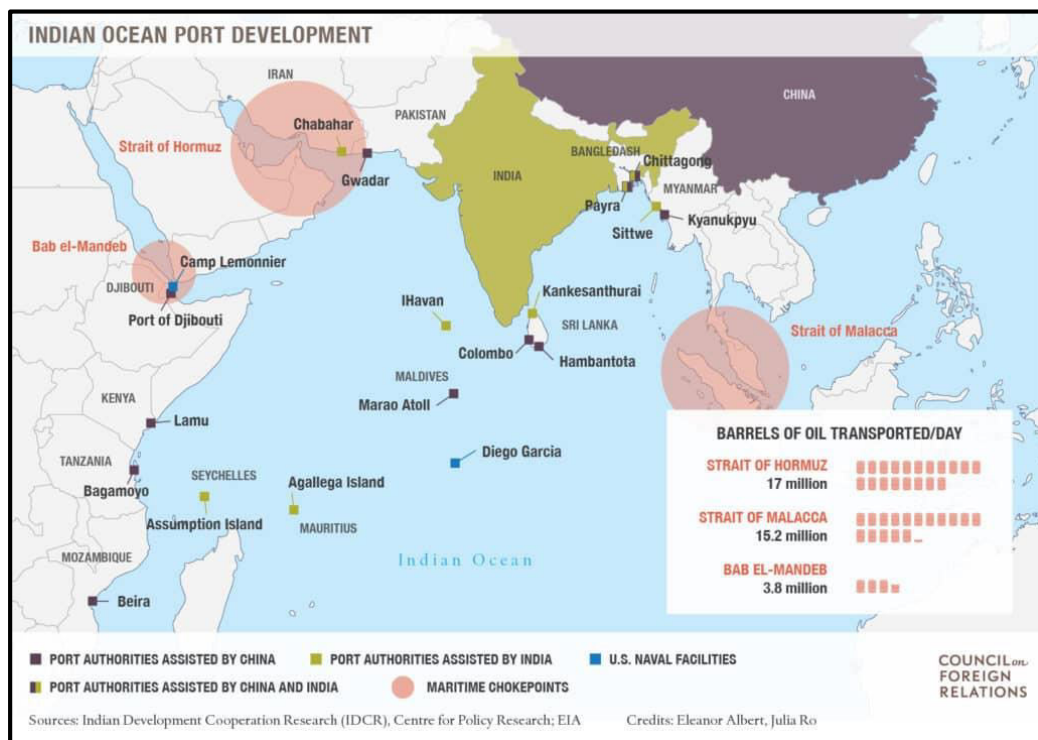 INDIAN OCEAN PORT DEVELOPMENT
IRAN
CHINA
Chabahar
PAKISTAN
Strait of Hormuz
BANGLEDASH
Chittagong
Gwadar
INDIA
MYANMAR
Payra
Kyanukpyu
Sittwe
Bab el-Mandeb
Camp Lemonnier
DJIBOUTI
Port of Djibouti
IHavan
Kankesanthurai
SRI LANKA
Strait of Malacca
Colombo
Hambantota
MALDIVES
Marao Atoll
KENYA
Lamu
TANZANIA
Bagamoyo
SEYCHELLES
Assumption Island
Agallega Island
MAURITIUS
Diego Garcia
MOZAMBIQUE
Beira
Indian Ocean
BARRELS OF OIL TRANSPORTED/DAY
STRAIT OF HORMUZ
17 million
STRAIT OF MALACCA
15.2 million
BAB EL-MANDEB
3.8 million
PORT AUTHORITIES ASSISTED BY CHINA
PORT AUTHORITIES ASSISTED BY INDIA
U.S. NAVAL FACILITIES
PORT AUTHORITIES ASSISTED BY CHINA AND INDIA
MARITIME CHOKEPOINTS
COUNCIL on
FOREIGN
RELATIONS
Sources: Indian Development Cooperation Research (IDCR), Centre for Policy Research; EIA
Credits: Eleanor Albert, Julia Ro